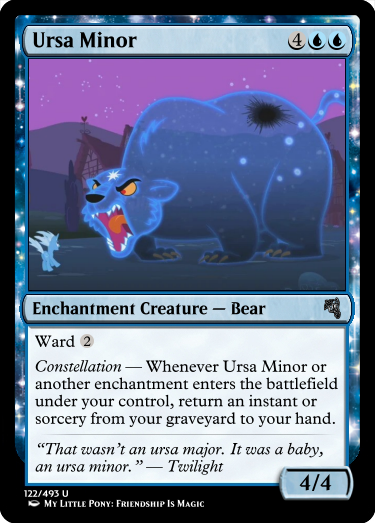 Ursa Minor 4
Enchantment Creature — Bear
Ward 2
Constellation — Whenever Ursa Minor or
another enchantment enters the battlefield
under your control, return an instant or
sorcery from your graveyard to your hand.
“That wasn’t an ursa major. It was a baby,
an ursa minor.” — Twilight
4/4
122/493 U
My Little Pony: Friendship Is Magic